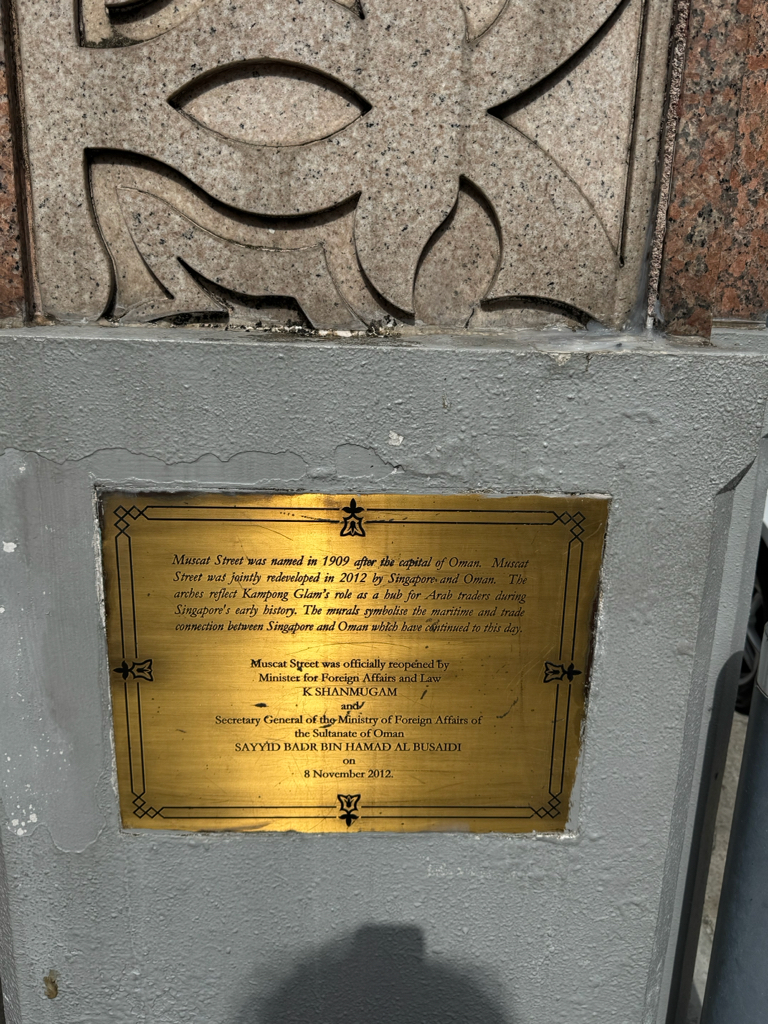 Muscat Street was named in 1909 after the capital of Oman. Muscat
Street was jointly redeveloped in 2012 by Singapore and Oman. The
arches reflect Kampong Glam's role as a hub for Arab traders during
Singapore's early history. The murals symbolise the maritime and trade
connection between Singapore and Oman which have continued to this day.
Muscat Street was officially reopened by
Minister for Foreign Affairs and Law
K SHANMUGAM
and
Secretary General of the Ministry of Foreign Affairs of
the Sultanate of Oman
SAYYID BADR BIN HAMAD AL BUSAIDI
on
8 November 2012.